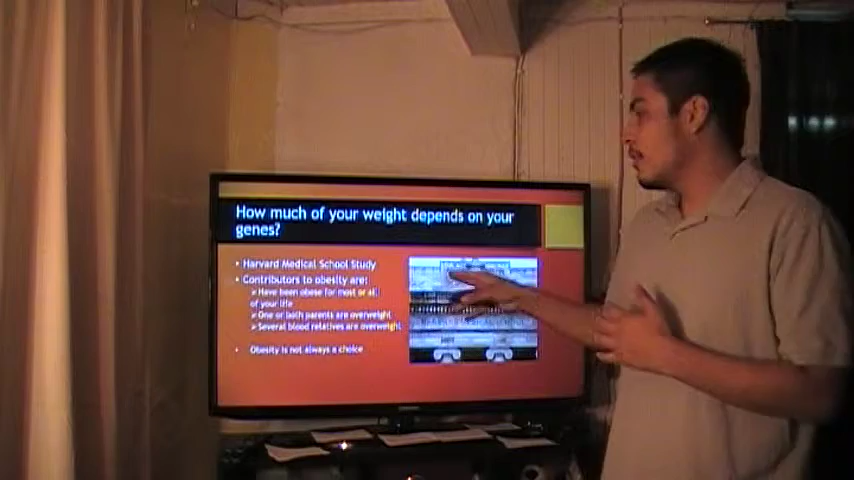 How much of your weight depends on your
genes?
• Harvard Medical School Study
• Contributors to obesity are:
➢ Have been obese for most or all
of your life
➢ One or both parents are overweight
➢ Several blood relatives are overweight
• Obesity is not always a choice